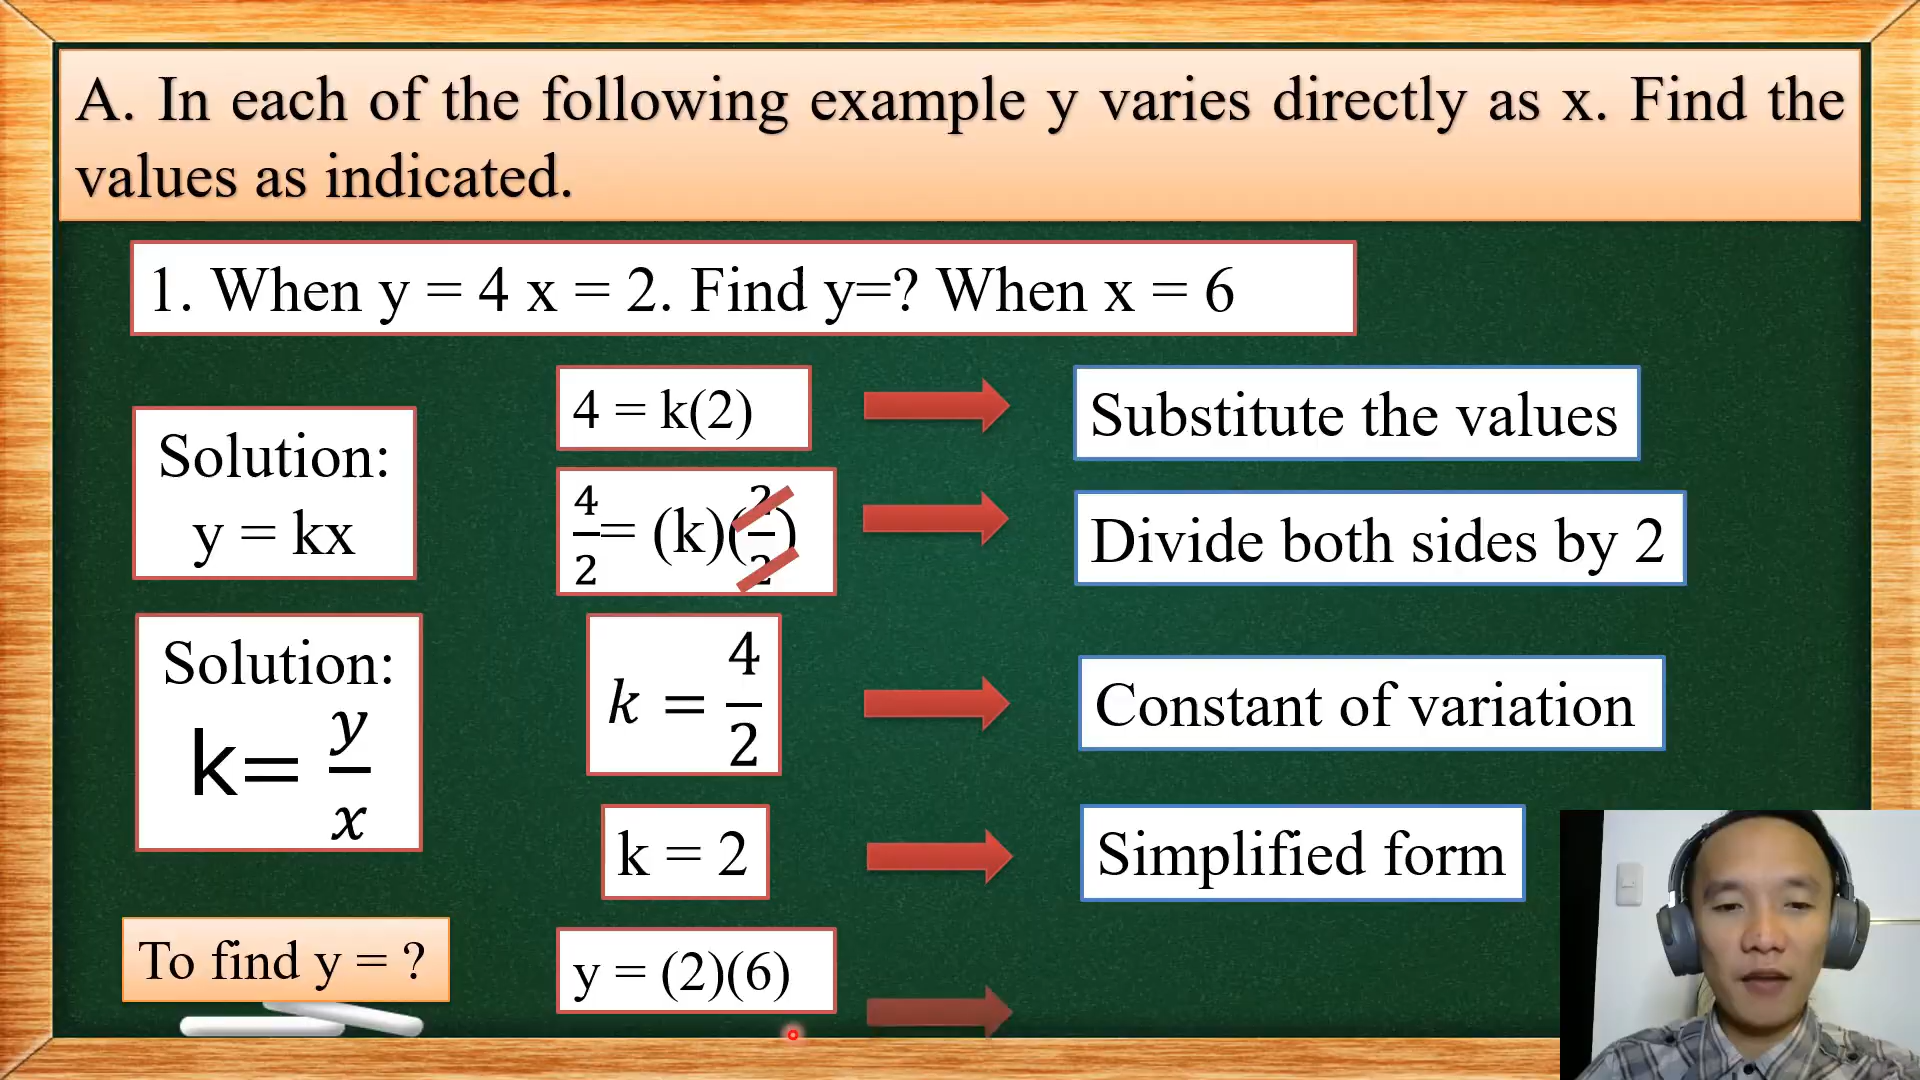 A. In each of the following example y varies directly as x. Find the
values as indicated.
1. When y = 4 x = 2. Find y=? When x = 6
Solution:
y = kx
4 = k(2)
Substitute the values
4/2 = (k)(2/2)
Divide both sides by 2
Solution:
k= y/x
k = 4/2
Constant of variation
k = 2
Simplified form
To find y = ?
y = (2)(6)